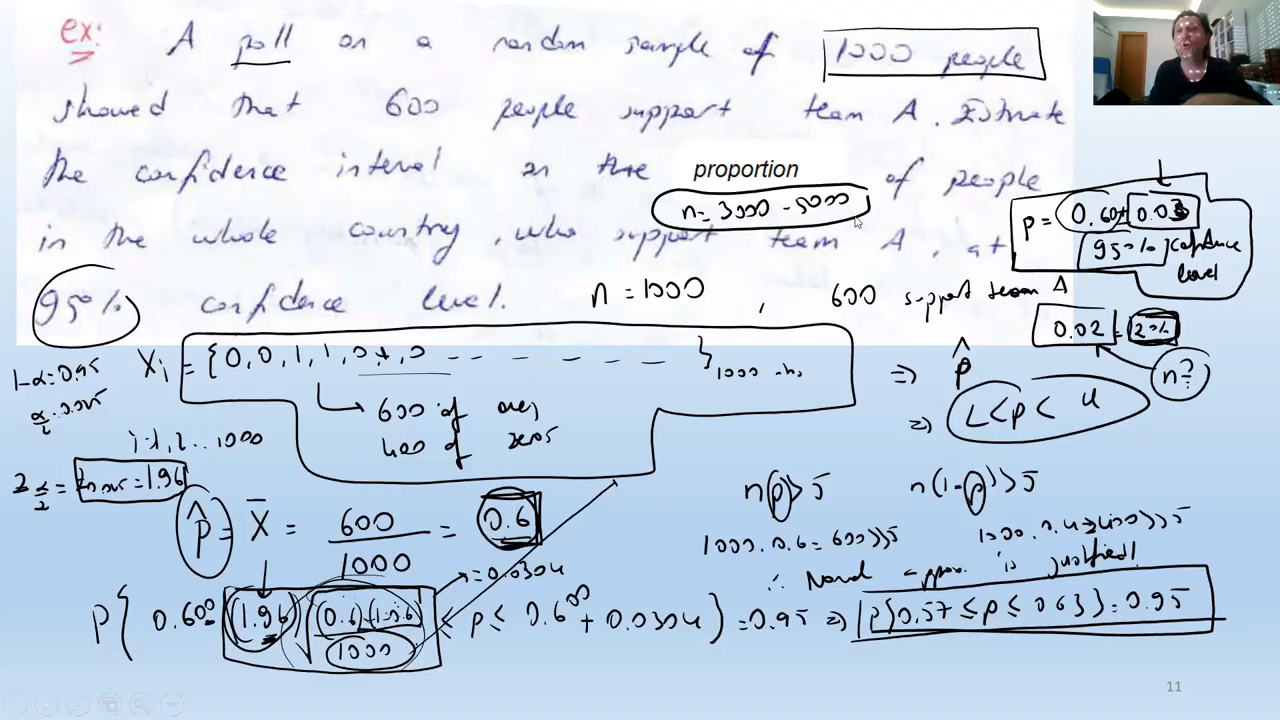 ex: A poll on a random sample of 1000 people
showed that 600 people support team A. Estimate
the confidence interval on the proportion of people
n = 3000 - 5000
in the whole country, who support team A, at
95% confidence level.
p = 0.60 ± 0.03
95% confidence level
n = 1000 , 600 support team A
0.02 = 2%
n?
1-α = 0.95
α/2 = 0.025
Xi = {0, 0, 1, 1, 0, 1, 0 - - - - - - - }1000
⇒ p̂
⇒ L < p < u
600 of ones
400 of zeros
i = 1, 2 .. 1000
Zα/2 = Z0.025 = 1.96
p̂ = X̄ = 600/1000 = 0.6
n(p) > 5 n(1-p) > 5
1000 . 0.6 = 600 >> 5 1000 . 0.4 = 400 >> 5
∴ Normal approx. is justified!
= 0.0304
P{ 0.600 - (1.96) √((0.6)(1-0.6)/1000) ≤ p ≤ 0.600 + 0.0304 } = 0.95 ⇒ P{0.57 ≤ p ≤ 0.63} = 0.95
11